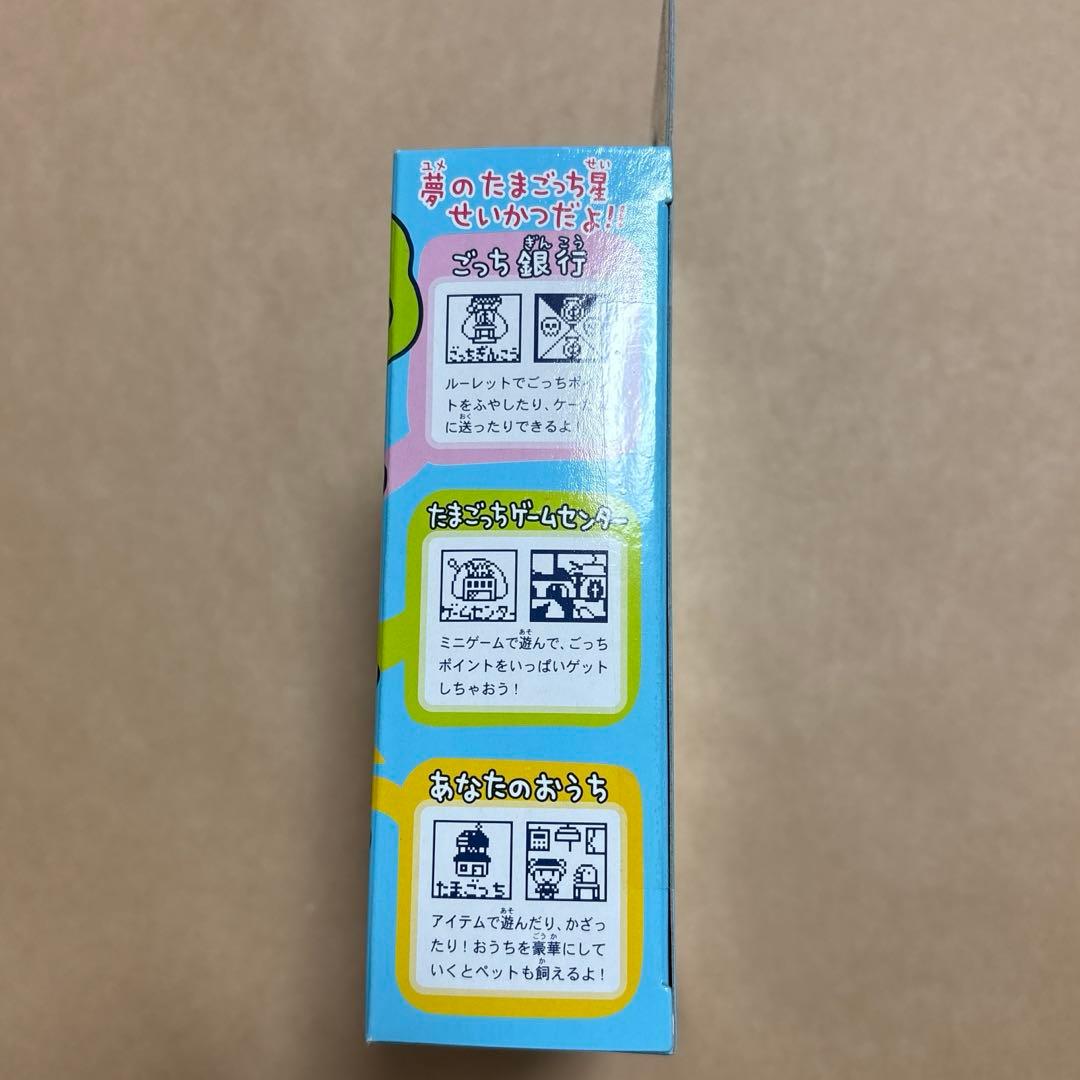 夢のたまごっち星
せいかつだよ!!
ごっち銀行
ごっちぎんこう
ルーレットでごっちポイン
トをふやしたり、ケータイ
に送ったりできるよ!
たまごっちゲームセンター
ゲームセンター
ミニゲームで遊んで、ごっち
ポイントをいっぱいゲット
しちゃおう!
あなたのおうち
たまごっち
アイテムで遊んだり、かざっ
たり!おうちを豪華にして
いくとペットも飼えるよ!